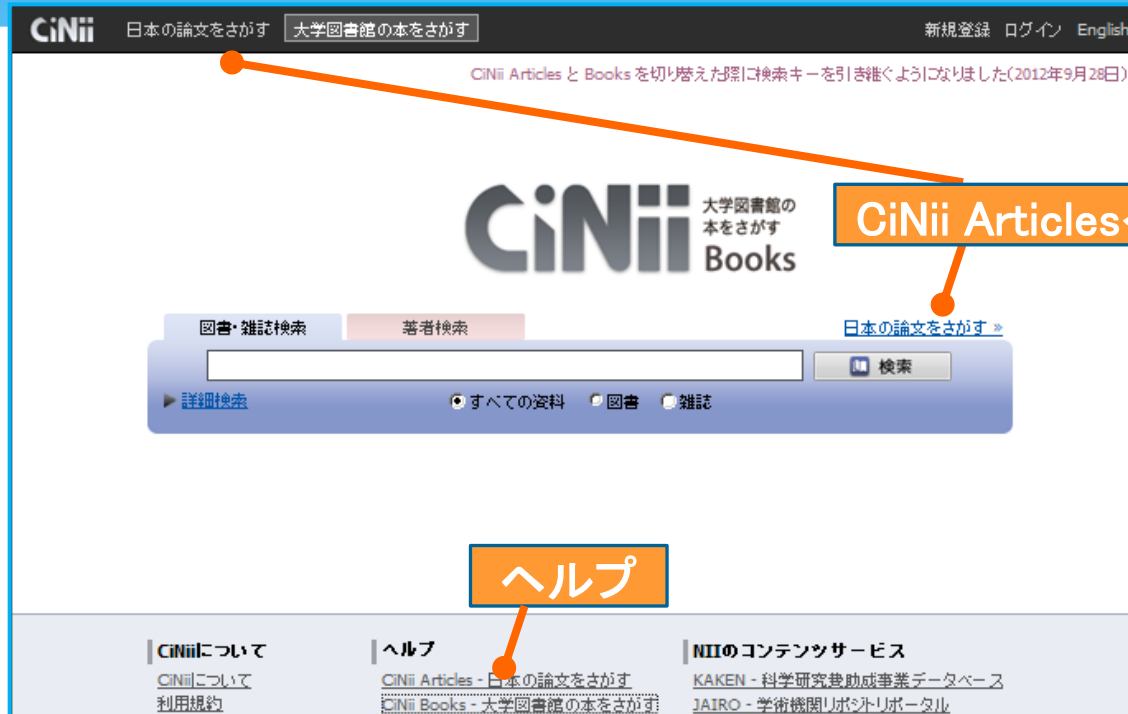 CiNii 日本の論文をさがす 大学図書館の本をさがす 新規登録 ログイン English
CiNii Articles と Books を切り替えた際に検索キーを引き継ぐようになりました(2012年9月28日)
CiNii 大学図書館の
本をさがす
Books
CiNii Articlesへ
図書・雑誌検索 著者検索 日本の論文をさがす »
検索
詳細検索 すべての資料 図書 雑誌
ヘルプ
CiNiiについて ヘルプ NIIのコンテンツサービス
CiNiiについて CiNii Articles - 日本の論文をさがす KAKEN - 科学研究費助成事業データベース
利用規約 CiNii Books - 大学図書館の本をさがす JAIRO - 学術機関リポジトリポータル